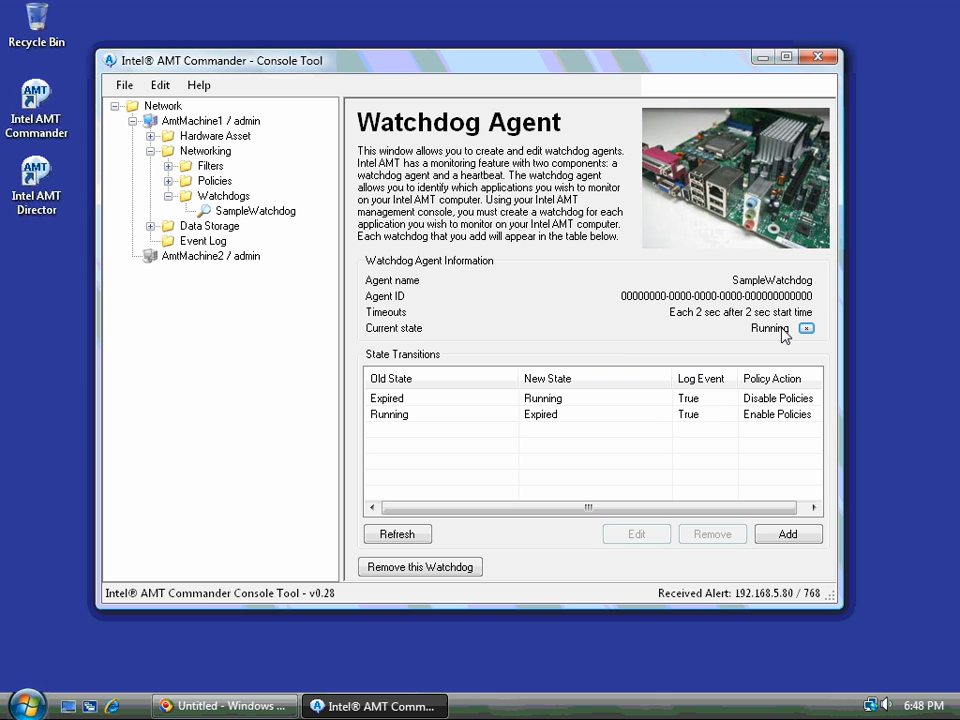 Recycle Bin
Intel AMT
Commander
Intel AMT
Director
Intel® AMT Commander - Console Tool
File Edit Help
Network
AmtMachine1 / admin
Hardware Asset
Networking
Filters
Policies
Watchdogs
SampleWatchdog
Data Storage
Event Log
AmtMachine2 / admin
Watchdog Agent
This window allows you to create and edit watchdog agents.
Intel AMT has a monitoring feature with two components: a
watchdog agent and a heartbeat. The watchdog agent
allows you to identify which applications you wish to monitor
on your Intel AMT computer. Using your Intel AMT
management console, you must create a watchdog for each
application you wish to monitor on your Intel AMT computer.
Each watchdog that you add will appear in the table below.
Watchdog Agent Information
Agent name SampleWatchdog
Agent ID 00000000-0000-0000-0000-000000000000
Timeouts Each 2 sec after 2 sec start time
Current state Running
State Transitions
Old State New State Log Event Policy Action
Expired Running True Disable Policies
Running Expired True Enable Policies
Refresh Edit Remove Add
Remove this Watchdog
Intel® AMT Commander Console Tool - v0.28 Received Alert: 192.168.5.80 / 768
Untitled - Windows ... Intel® AMT Comm... 6:48 PM